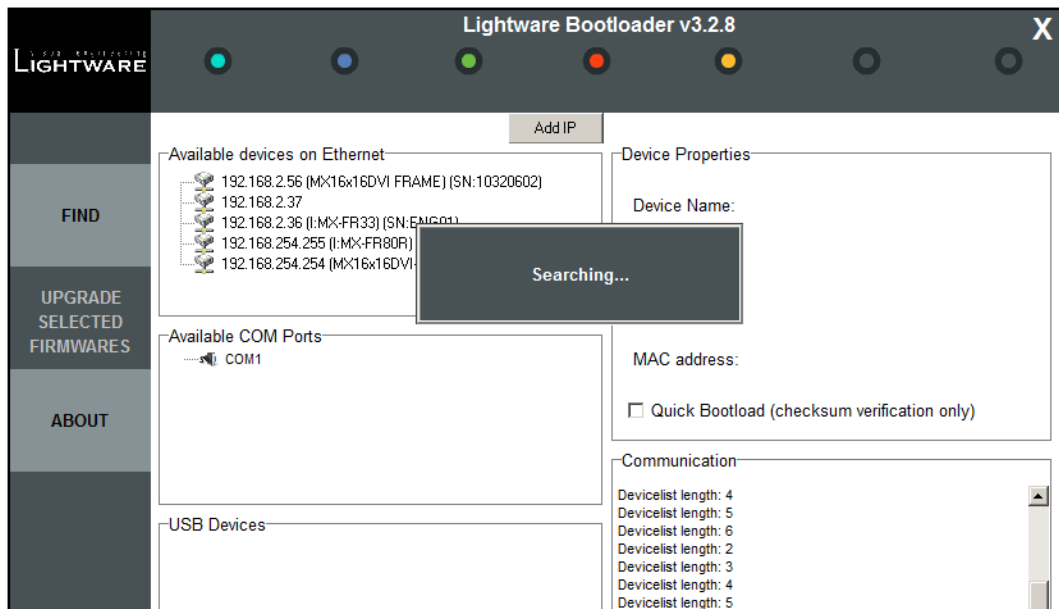 Lightware Bootloader v3.2.8
X
LIGHTWARE
Add IP
FIND
UPGRADE
SELECTED
FIRMWARES
ABOUT
Available devices on Ethernet
192.168.2.56 (MX16x16DVI FRAME) (SN:10320602)
192.168.2.37
192.168.2.36 (I:MX-FR33) (SN:ENG01)
192.168.254.255 (I:MX-FR80R)
192.168.254.254 (MX16x16DVI-
Searching...
Available COM Ports
COM1
USB Devices
Device Properties
Device Name:
MAC address:
Quick Bootload (checksum verification only)
Communication
Devicelist length: 4
Devicelist length: 5
Devicelist length: 6
Devicelist length: 2
Devicelist length: 3
Devicelist length: 4
Devicelist length: 5